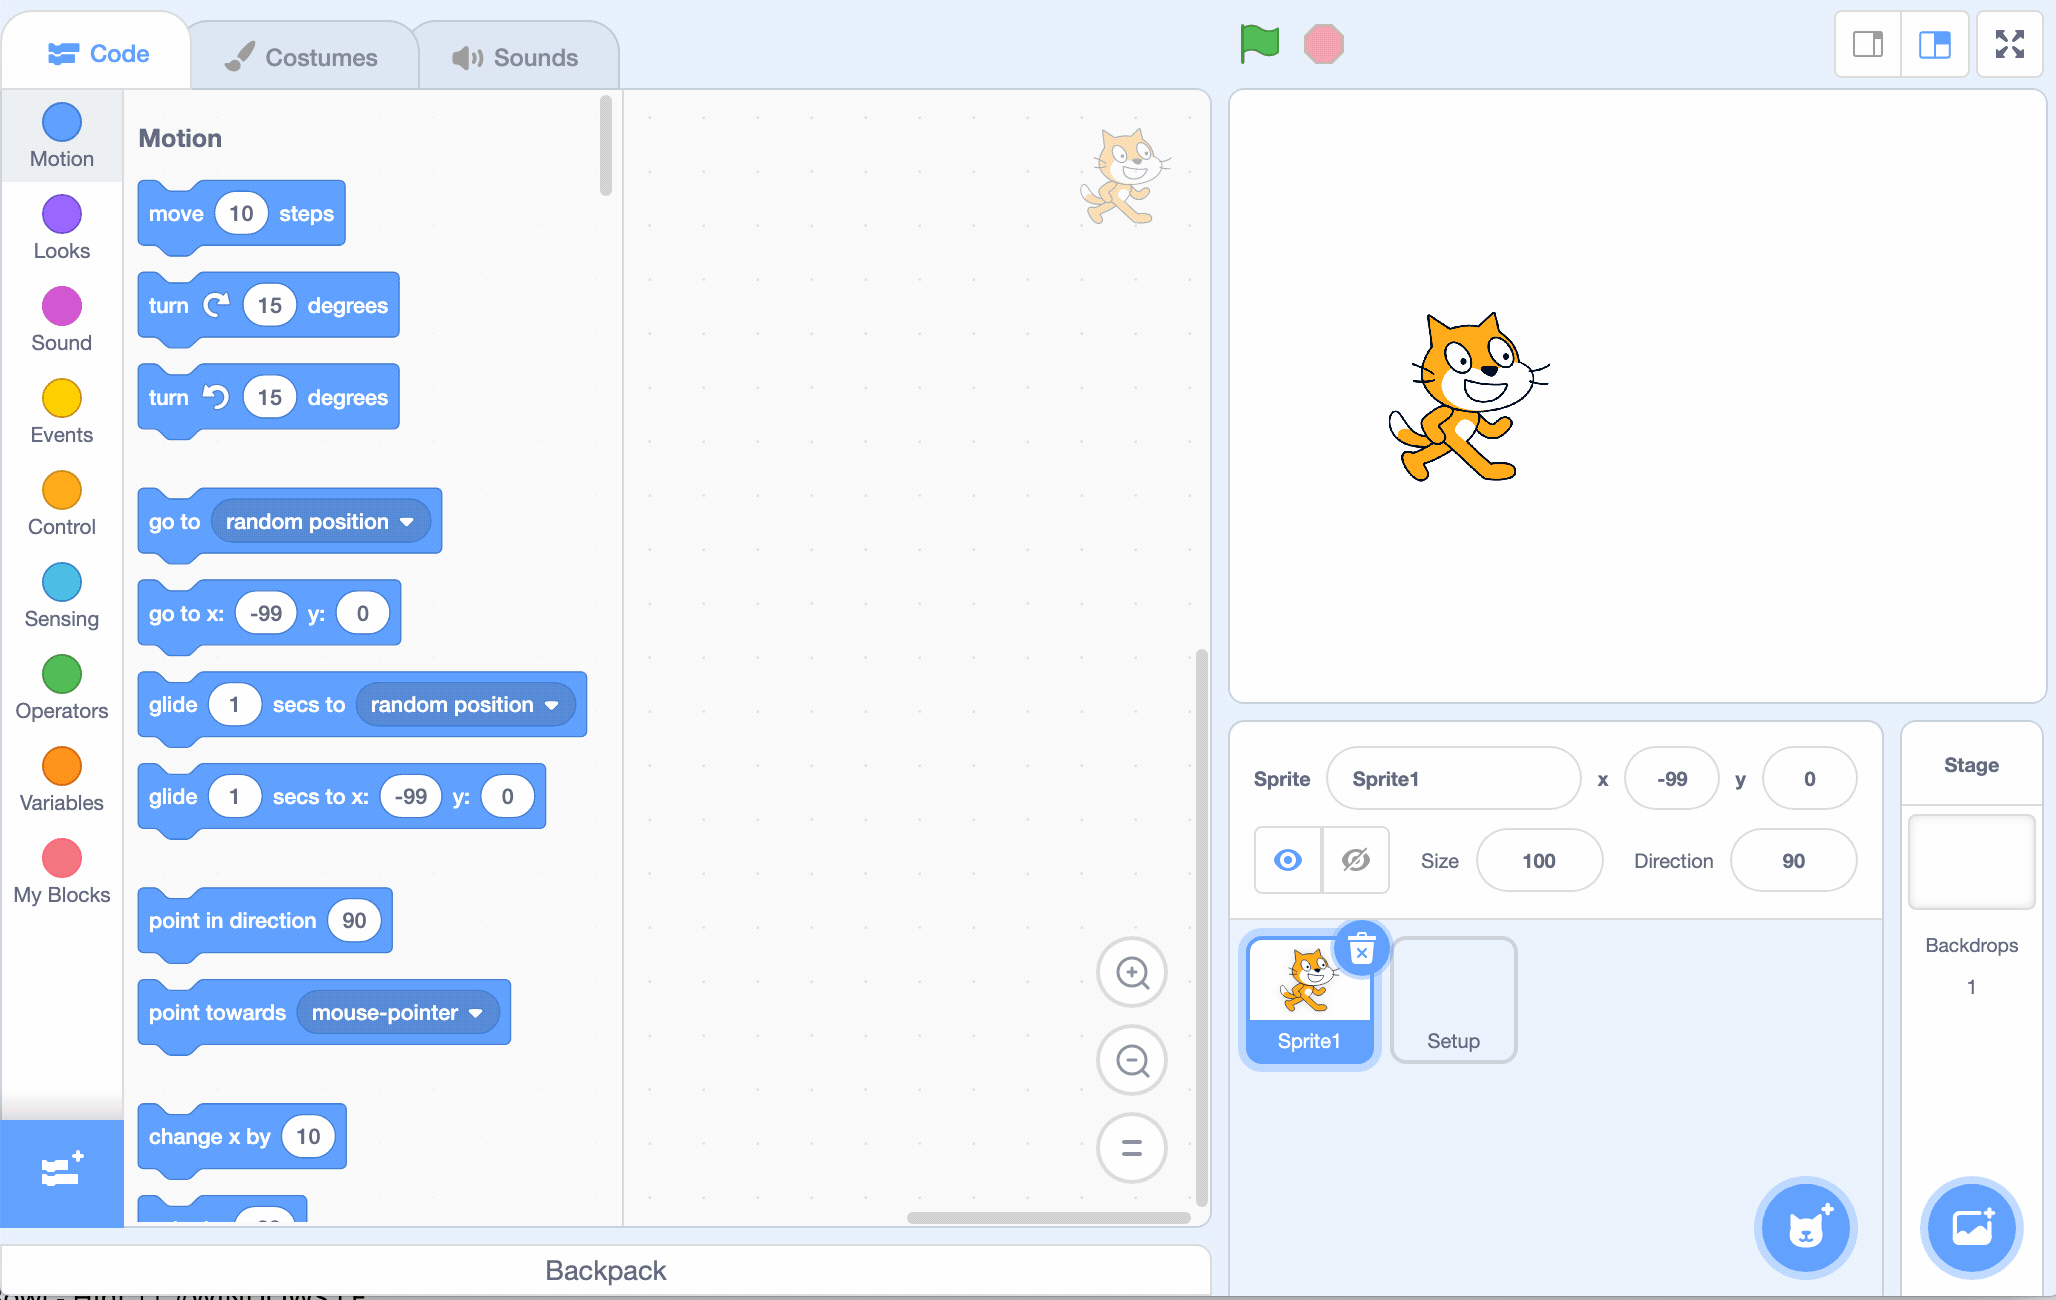 Code
Costumes
Sounds
Motion
Looks
Sound
Events
Control
Sensing
Operators
Variables
My Blocks
Motion
move 10 steps
turn 15 degrees
turn 15 degrees
go to random position
go to x: -99 y: 0
glide 1 secs to random position
glide 1 secs to x: -99 y: 0
point in direction 90
point towards mouse-pointer
change x by 10
Backpack
Sprite Sprite1 x -99 y 0
Size 100 Direction 90
Sprite1
Setup
Stage
Backdrops
1